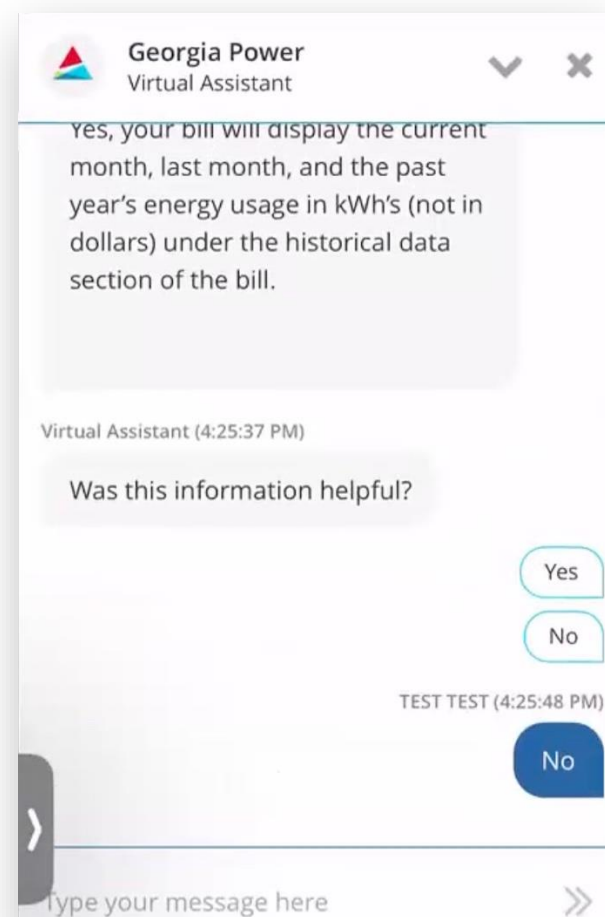 Georgia Power
Virtual Assistant
Yes, your bill will display the current
month, last month, and the past
year's energy usage in kWh's (not in
dollars) under the historical data
section of the bill.
Virtual Assistant (4:25:37 PM)
Was this information helpful?
Yes
No
TEST TEST (4:25:48 PM)
No
Type your message here